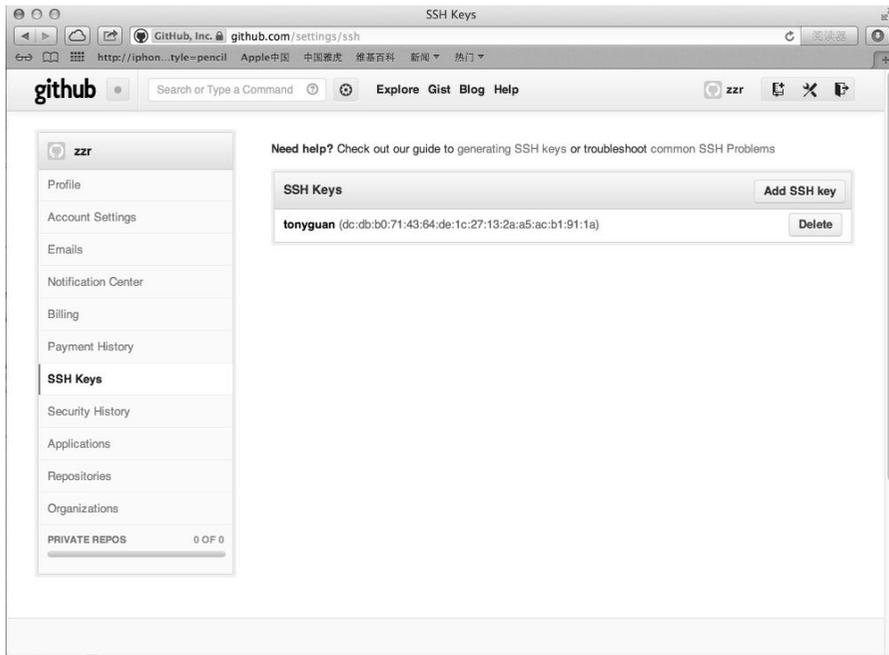 SSH Keys
GitHub, Inc. github.com/settings/ssh 阅读器
http://iphon...tyle=pencil Apple中国 中国雅虎 维基百科 新闻 热门
github Search or Type a Command Explore Gist Blog Help zzr
zzr
Profile
Account Settings
Emails
Notification Center
Billing
Payment History
SSH Keys
Security History
Applications
Repositories
Organizations
PRIVATE REPOS 0 OF 0
Need help? Check out our guide to generating SSH keys or troubleshoot common SSH Problems
SSH Keys Add SSH key
tonyguan (dc:db:b0:71:43:64:de:1c:27:13:2a:a5:ac:b1:91:1a) Delete